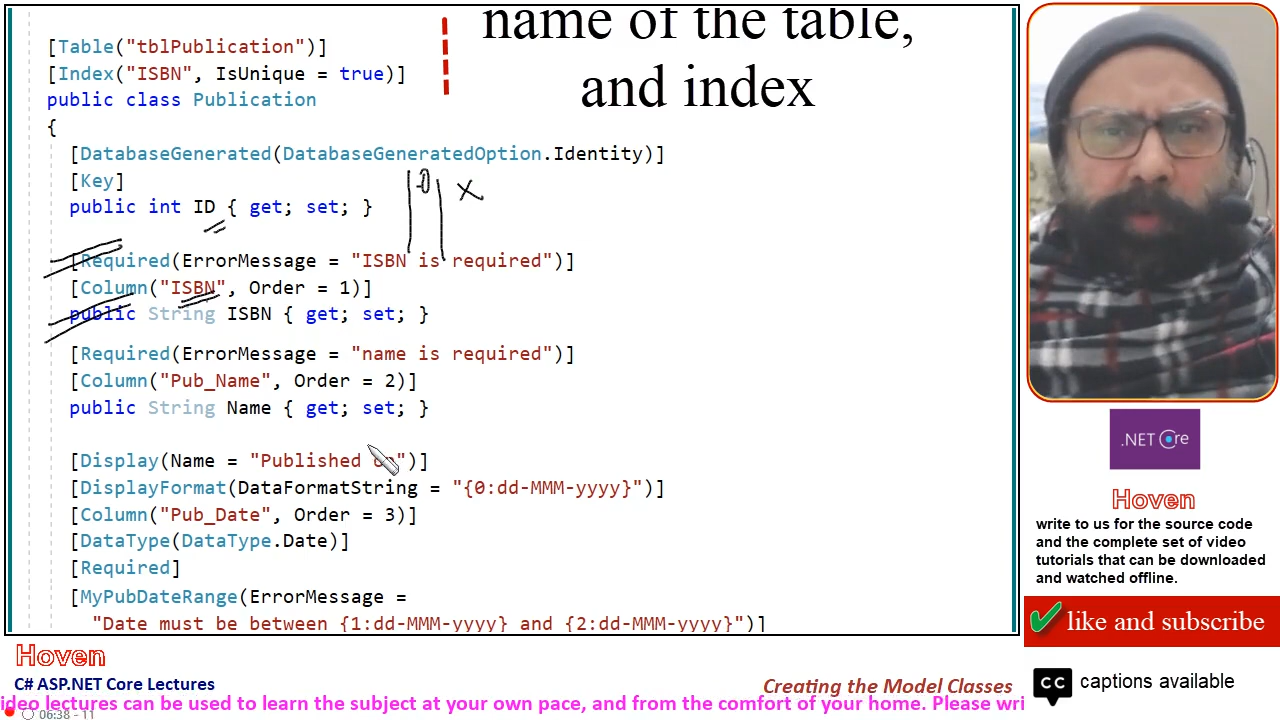 name of the table,
and index
[Table("tblPublication")]
[Index("ISBN", IsUnique = true)]
public class Publication
{
[DatabaseGenerated(DatabaseGeneratedOption.Identity)]
[Key]
public int ID { get; set; }
0 x
[Required(ErrorMessage = "ISBN is required")]
[Column("ISBN", Order = 1)]
public String ISBN { get; set; }
[Required(ErrorMessage = "name is required")]
[Column("Pub_Name", Order = 2)]
public String Name { get; set; }
[Display(Name = "Published on")]
[DisplayFormat(DataFormatString = "{0:dd-MMM-yyyy}")]
[Column("Pub_Date", Order = 3)]
[DataType(DataType.Date)]
[Required]
[MyPubDateRange(ErrorMessage =
"Date must be between {1:dd-MMM-yyyy} and {2:dd-MMM-yyyy}")]
.NET Core
Hoven
write to us for the source code
and the complete set of video
tutorials that can be downloaded
and watched offline.
like and subscribe
CC captions available
Hoven
C# ASP.NET Core Lectures
Creating the Model Classes
ideo lectures can be used to learn the subject at your own pace, and from the comfort of your home. Please wri
06:38 - 11